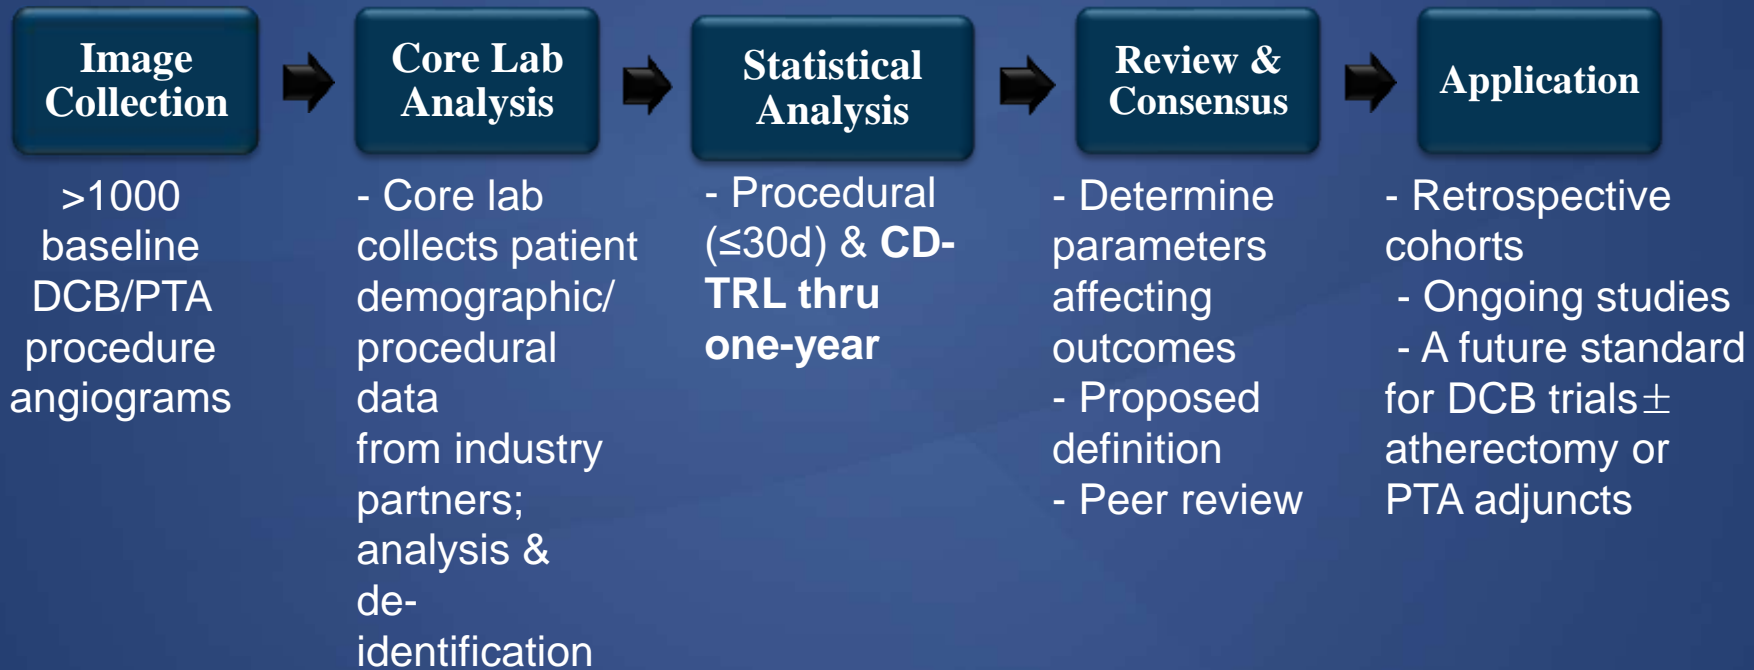 Image
Collection
Core Lab
Analysis
Statistical
Analysis
Review &
Consensus
Application
>1000
baseline
DCB/PTA
procedure
angiograms
- Core lab
collects patient
demographic/
procedural
data
from industry
partners;
analysis &
de-
identification
- Procedural
(≤30d) & CD-
TRL thru
one-year
- Determine
parameters
affecting
outcomes
- Proposed
definition
- Peer review
- Retrospective
cohorts
- Ongoing studies
- A future standard
for DCB trials±
atherectomy or
PTA adjuncts